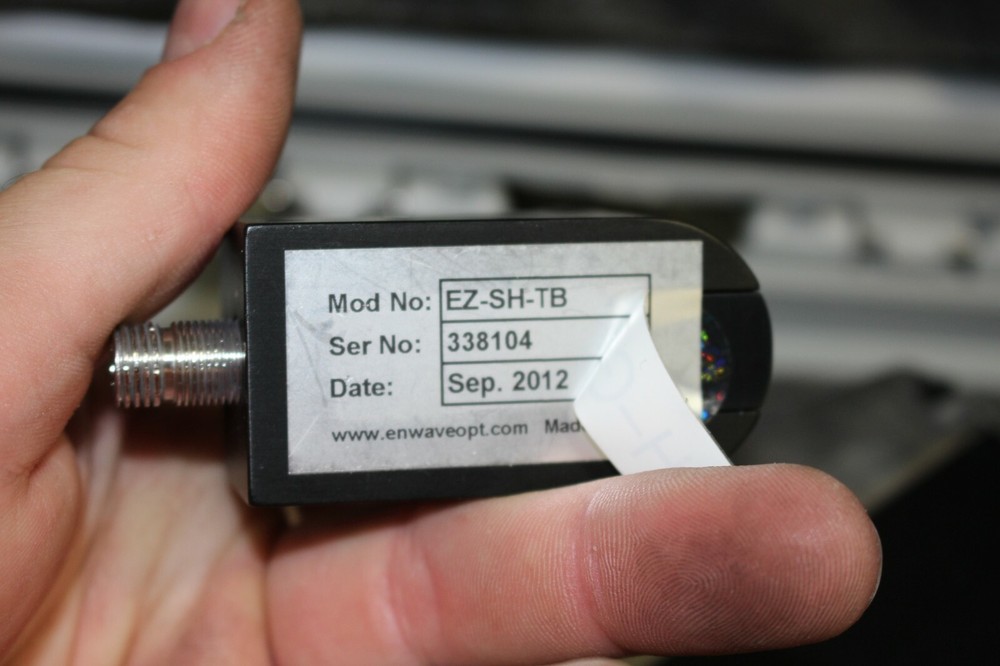 Mod No: EZ-SH-TB
Ser No: 338104
Date: Sep. 2012
www.enwaveopt.com